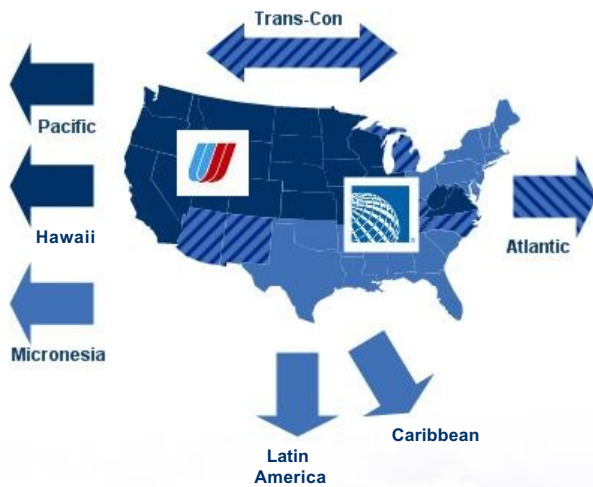 Trans-Con
Pacific
Hawaii
Atlantic
Micronesia
Caribbean
Latin
America